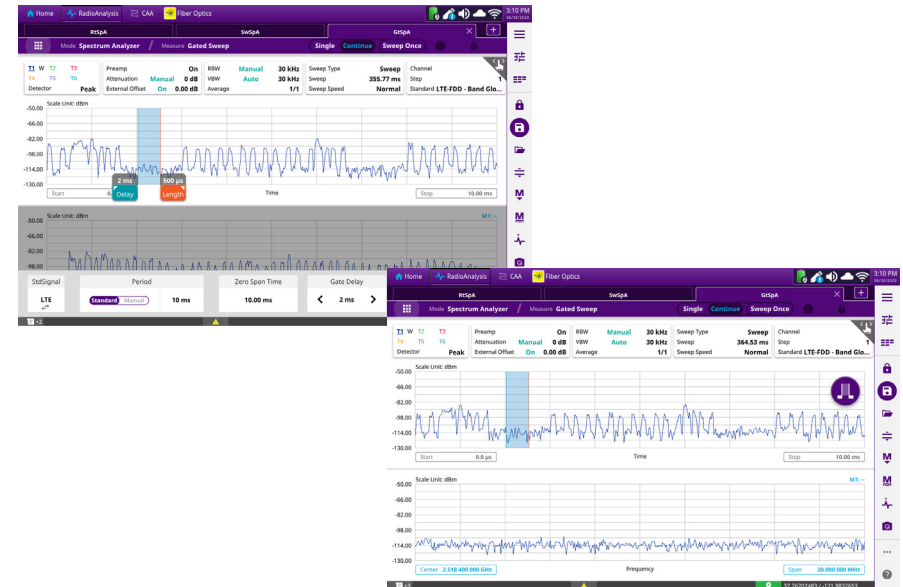 Home RadioAnalysis CAA Fiber Optics 3:10 PM
06/30/2020
RtSpA SwSpA GtSpA × +
Mode Spectrum Analyzer / Measure Gated Sweep Single Continue Sweep Once
T1 W T2 T3
T4 T5 T6
Detector Peak
Preamp On
Attenuation Manual 0 dB
External Offset On 0.00 dB
RBW Manual 30 kHz
VBW Auto 30 kHz
Average 1/1
Sweep Type Sweep
Sweep 355.77 ms
Sweep Speed Normal
Channel
Step 1
Standard LTE-FDD - Band Glo...
Scale Unit: dBm
-50.00
-66.00
-82.00
-98.00
-114.00
-130.00
2 ms 500 µs
Delay Length
Start 0. Time Stop 10.00 ms
Scale Unit: dBm M1: --
-50.00
-66.00
-82.00
-98.00
StdSignal Period Zero Span Time Gate Delay
LTE Standard Manual 10 ms 10.00 ms < 2 ms >
×2
Home RadioAnalysis CAA Fiber Optics 3:10 PM
06/30/2020
RtSpA SwSpA GtSpA × +
Mode Spectrum Analyzer / Measure Gated Sweep Single Continue Sweep Once
T1 W T2 T3
T4 T5 T6
Detector Peak
Preamp On
Attenuation Manual 0 dB
External Offset On 0.00 dB
RBW Manual 30 kHz
VBW Auto 30 kHz
Average 1/1
Sweep Type Sweep
Sweep 364.53 ms
Sweep Speed Normal
Channel
Step 1
Standard LTE-FDD - Band Glo...
Scale Unit: dBm
-50.00
-66.00
-82.00
-98.00
-114.00
-130.00
Start 0.0 µs Time Stop 10.00 ms
Scale Unit: dBm M1: --
-50.00
-66.00
-82.00
-98.00
-114.00
-130.00
Center 2.518 400 000 GHz Frequency Span 20.000 000 MHz
37.26202483 / -121.9832653